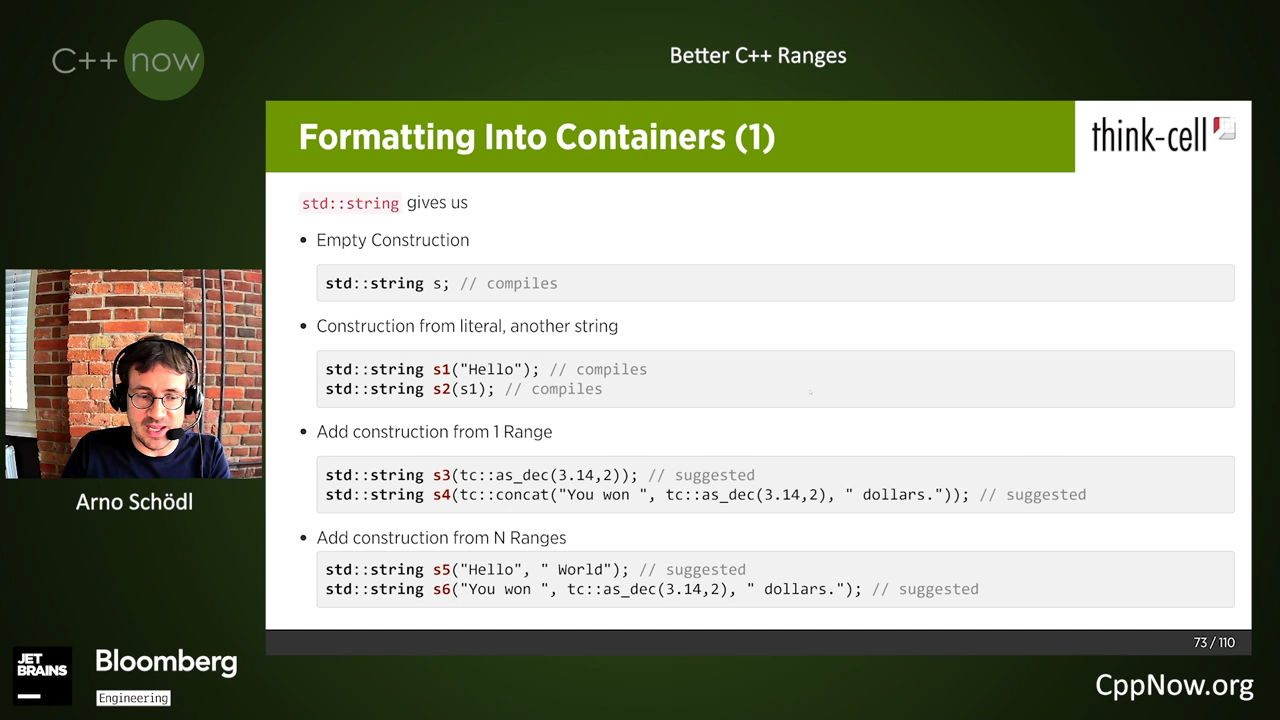 C++ now
Better C++ Ranges
Formatting Into Containers (1)
think-cell
std::string gives us
• Empty Construction
std::string s; // compiles
• Construction from literal, another string
std::string s1("Hello"); // compiles
std::string s2(s1); // compiles
• Add construction from 1 Range
std::string s3(tc::as_dec(3.14,2)); // suggested
std::string s4(tc::concat("You won ", tc::as_dec(3.14,2), " dollars.")); // suggested
• Add construction from N Ranges
std::string s5("Hello", " World"); // suggested
std::string s6("You won ", tc::as_dec(3.14,2), " dollars."); // suggested
73 / 110
Arno Schödl
JET
BRAINS
Bloomberg
Engineering
CppNow.org